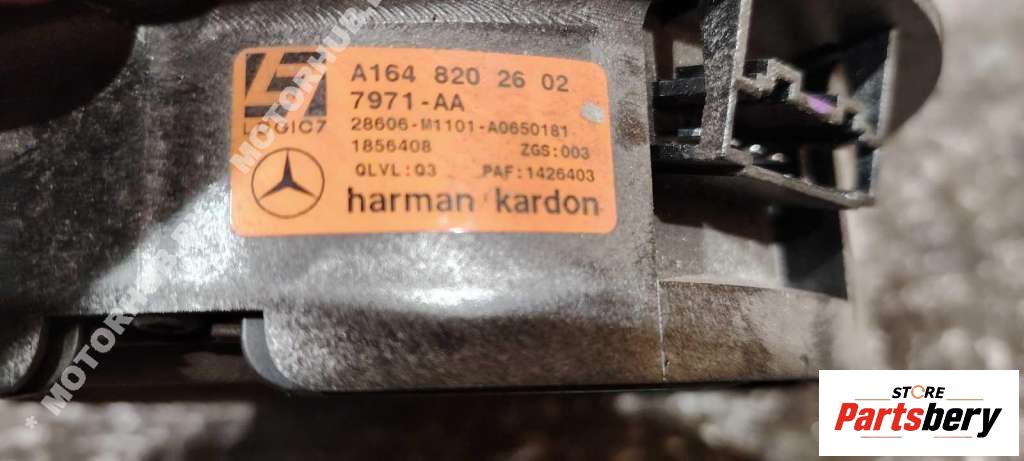 A164 820 26 02
7971-AA
LOGIC7
28606-M1101-A0650181
1856408 ZGS:003
QLVL:Q3 PAF:1426403
harman kardon
MOTORHUB.
* MOTORHUB.
STORE
Partsbery